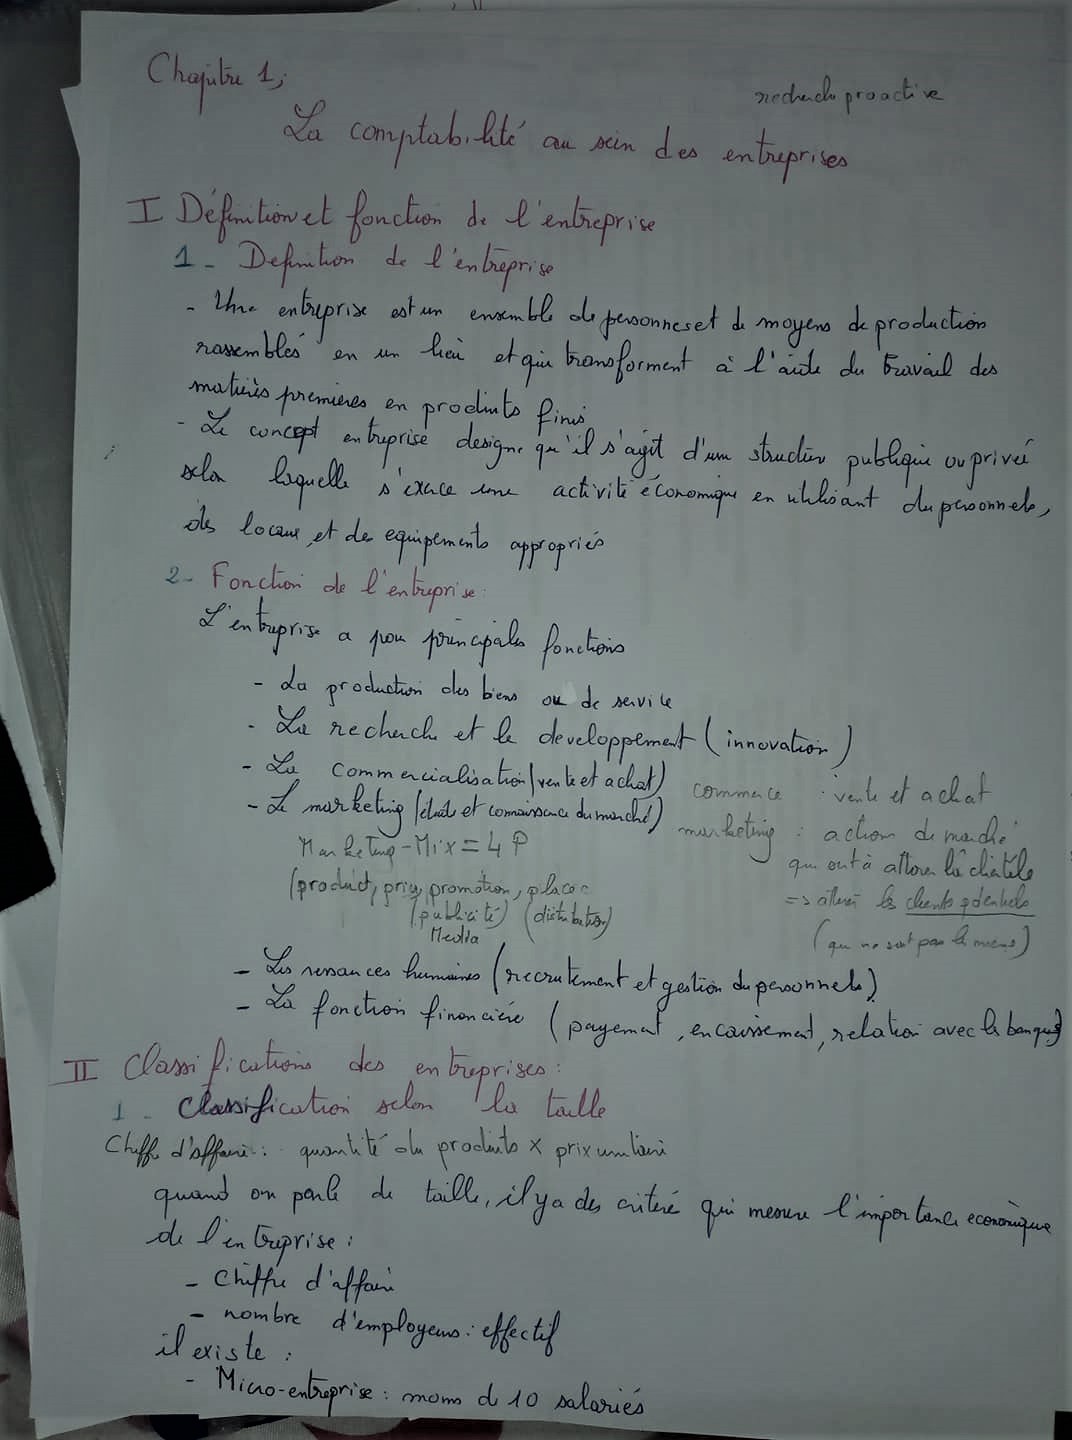 Chapitre 1;
recherche proactive
La comptabilité au sein des entreprises
I Définition et fonction de l'entreprise
1 - Definition de l'entreprise
- Une entreprise est un ensemble de personnes et de moyens de production
rassemblés en un lieu et qui transforment à l'aide du travail des
matières premieres en produits finis
- Le concept entreprise designe qu'il s'agit d'un structure publique ou privée
selon laquelle s'exerce une activité économique en utilisant du personnels,
des locaux, et des equipements appropriés
2 - Fonction de l'entreprise:
L'entreprise a pour principales fonctions
- La production des biens ou de service
- La recherche et le developpement (innovation)
- La commercialisation (vente et achat)
commerce : vente et achat
- Le marketing (étude et connaissance du marché)
marketing : action de marché
Marketing-Mix = 4 P
qui ont à attirer la clientèle
(product, price, promotion, place
=> attirer les clients potentiels
(publicité) (distribution)
Media
(qui ne sont pas les miens)
- Les ressources humaines (recrutement et gestion du personnels)
- La fonction financière (payement, encaissement, relation avec les banques)
II Classifications des entreprises:
1 - Classification selon la taille
Chiffre d'affaire: quantité du produits x prix unitaire
quand on parle de taille, il y a des critère qui mesure l'importance économique
de l'entreprise:
- Chiffre d'affaire
- nombre d'employeurs: effectif
il existe :
- Micro-entreprise : moins de 10 salariés